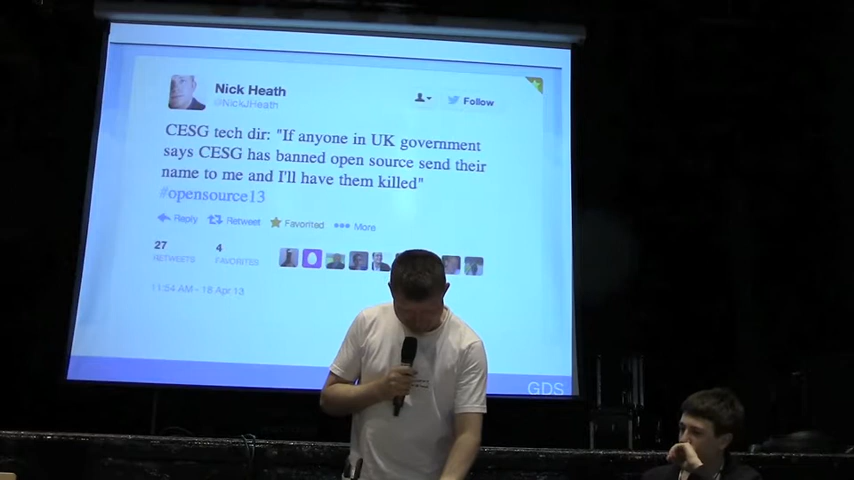 Nick Heath
@NickJHeath
Follow
CESG tech dir: "If anyone in UK government
says CESG has banned open source send their
name to me and I'll have them killed"
#opensource13
Reply Retweet Favorited More
27 4
RETWEETS FAVORITES
11:54 AM - 18 Apr 13
GDS